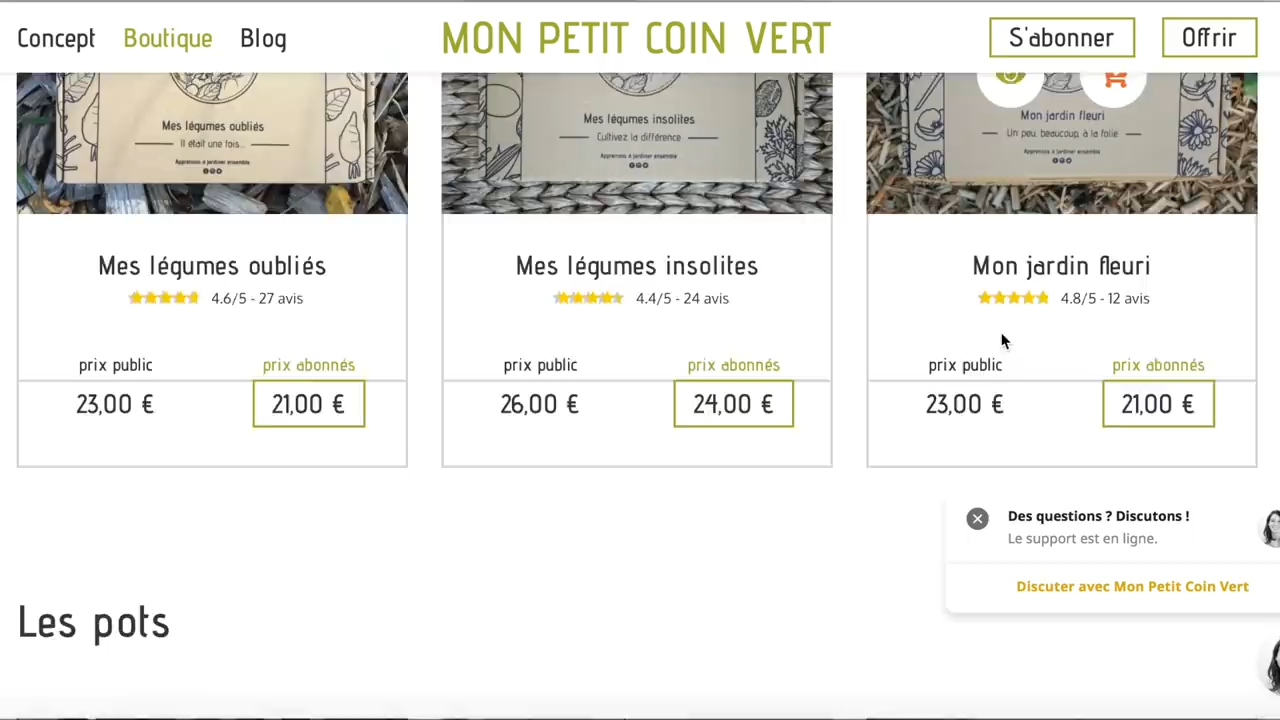 Concept Boutique Blog MON PETIT COIN VERT S'abonner Offrir
Mes légumes oubliés
Il était une fois...
Apprenons à jardiner ensemble
Mes légumes insolites
Cultivez la différence
Apprenons à jardiner ensemble
Mon jardin fleuri
Un peu, beaucoup, à la folie
Apprenons à jardiner ensemble
Mes légumes oubliés
4.6/5 - 27 avis
prix public prix abonnés
23,00 € 21,00 €
Mes légumes insolites
4.4/5 - 24 avis
prix public prix abonnés
26,00 € 24,00 €
Mon jardin fleuri
4.8/5 - 12 avis
prix public prix abonnés
23,00 € 21,00 €
Des questions ? Discutons !
Le support est en ligne.
Discuter avec Mon Petit Coin Vert
Les pots